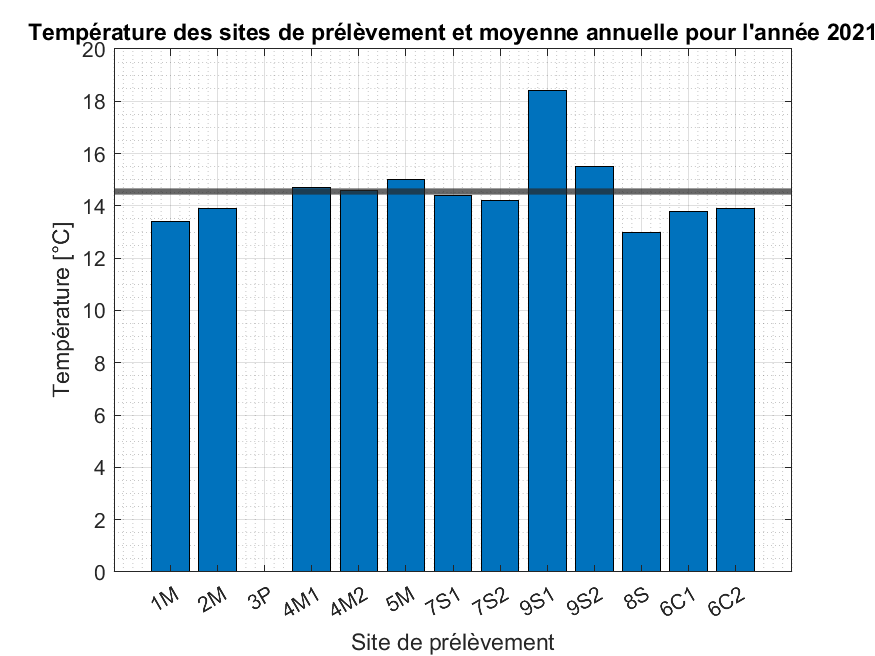 Température des sites de prélèvement et moyenne annuelle pour l'année 2021
20
18
16
14
12
10
8
6
4
2
0
Température [°C]
1M 2M 3P 4M1 4M2 5M 7S1 7S2 9S1 9S2 8S 6C1 6C2
Site de prélèvement